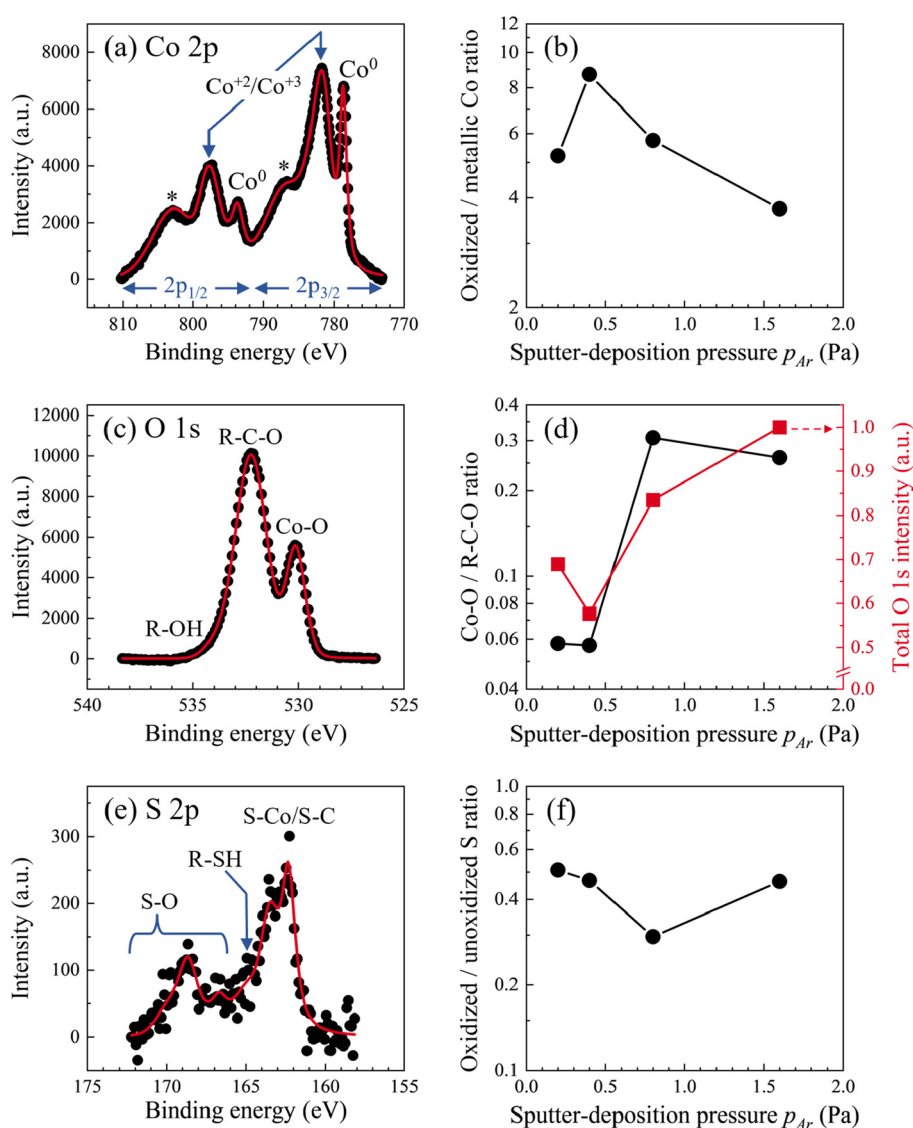 (a) Co 2p
Co⁺²/Co⁺³
Co⁰
Co⁰
*
*
2p₁/₂
2p₃/₂
8000
6000
4000
2000
0
Intensity (a.u.)
810 800 790 780 770
Binding energy (eV)
(b)
12
10
8
6
4
2
Oxidized / metallic Co ratio
0.0 0.5 1.0 1.5 2.0
Sputter-deposition pressure p_Ar (Pa)
(c) O 1s
R-C-O
Co-O
R-OH
12000
10000
8000
6000
4000
2000
0
Intensity (a.u.)
540 535 530 525
Binding energy (eV)
(d)
0.4
0.3
0.2
0.1
0.08
0.06
0.04
Co-O / R-C-O ratio
1.0
0.9
0.8
0.7
0.6
0.5
0.0
Total O 1s intensity (a.u.)
0.0 0.5 1.0 1.5 2.0
Sputter-deposition pressure p_Ar (Pa)
(e) S 2p
S-Co/S-C
R-SH
S-O
300
200
100
0
Intensity (a.u.)
175 170 165 160 155
Binding energy (eV)
(f)
1.0
0.8
0.6
0.4
0.2
0.1
Oxidized / unoxidized S ratio
0.0 0.5 1.0 1.5 2.0
Sputter-deposition pressure p_Ar (Pa)